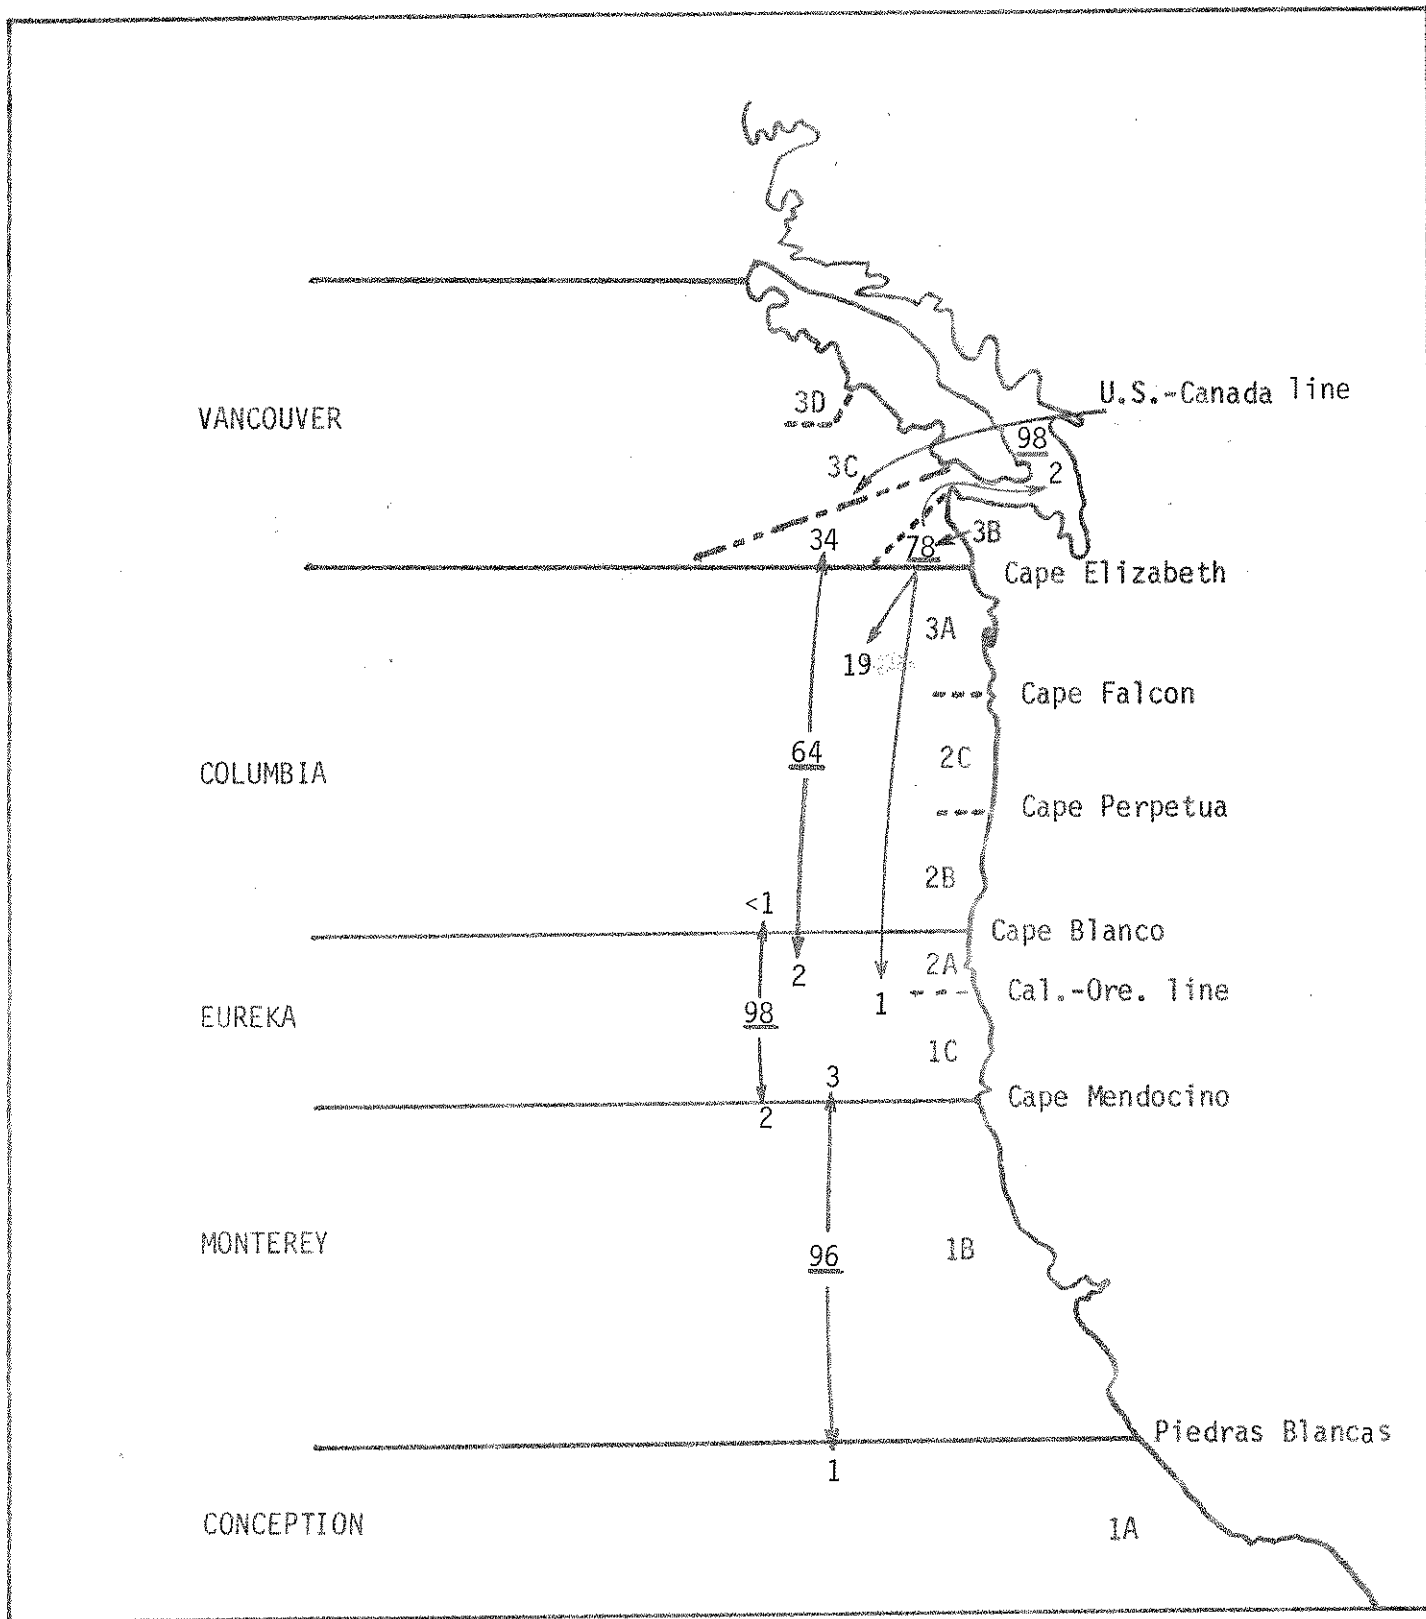 U.S.-Canada line
3D
VANCOUVER
98
3C
2
34
78
3B
Cape Elizabeth
3A
19
Cape Falcon
64
2C
COLUMBIA
Cape Perpetua
2B
<1
Cape Blanco
2A
2
1
Cal.-Ore. line
98
EUREKA
1C
3
Cape Mendocino
2
MONTEREY
1B
96
Piedras Blancas
1
CONCEPTION
1A